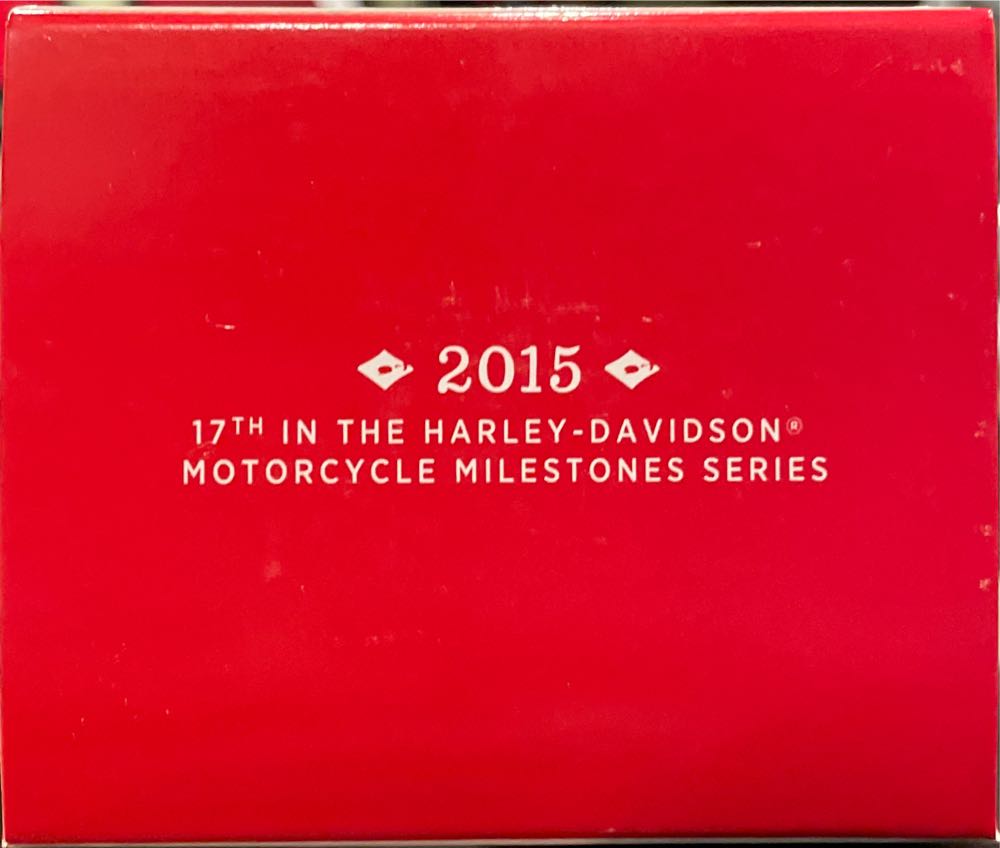 2015
17TH IN THE HARLEY-DAVIDSON®
MOTORCYCLE MILESTONES SERIES